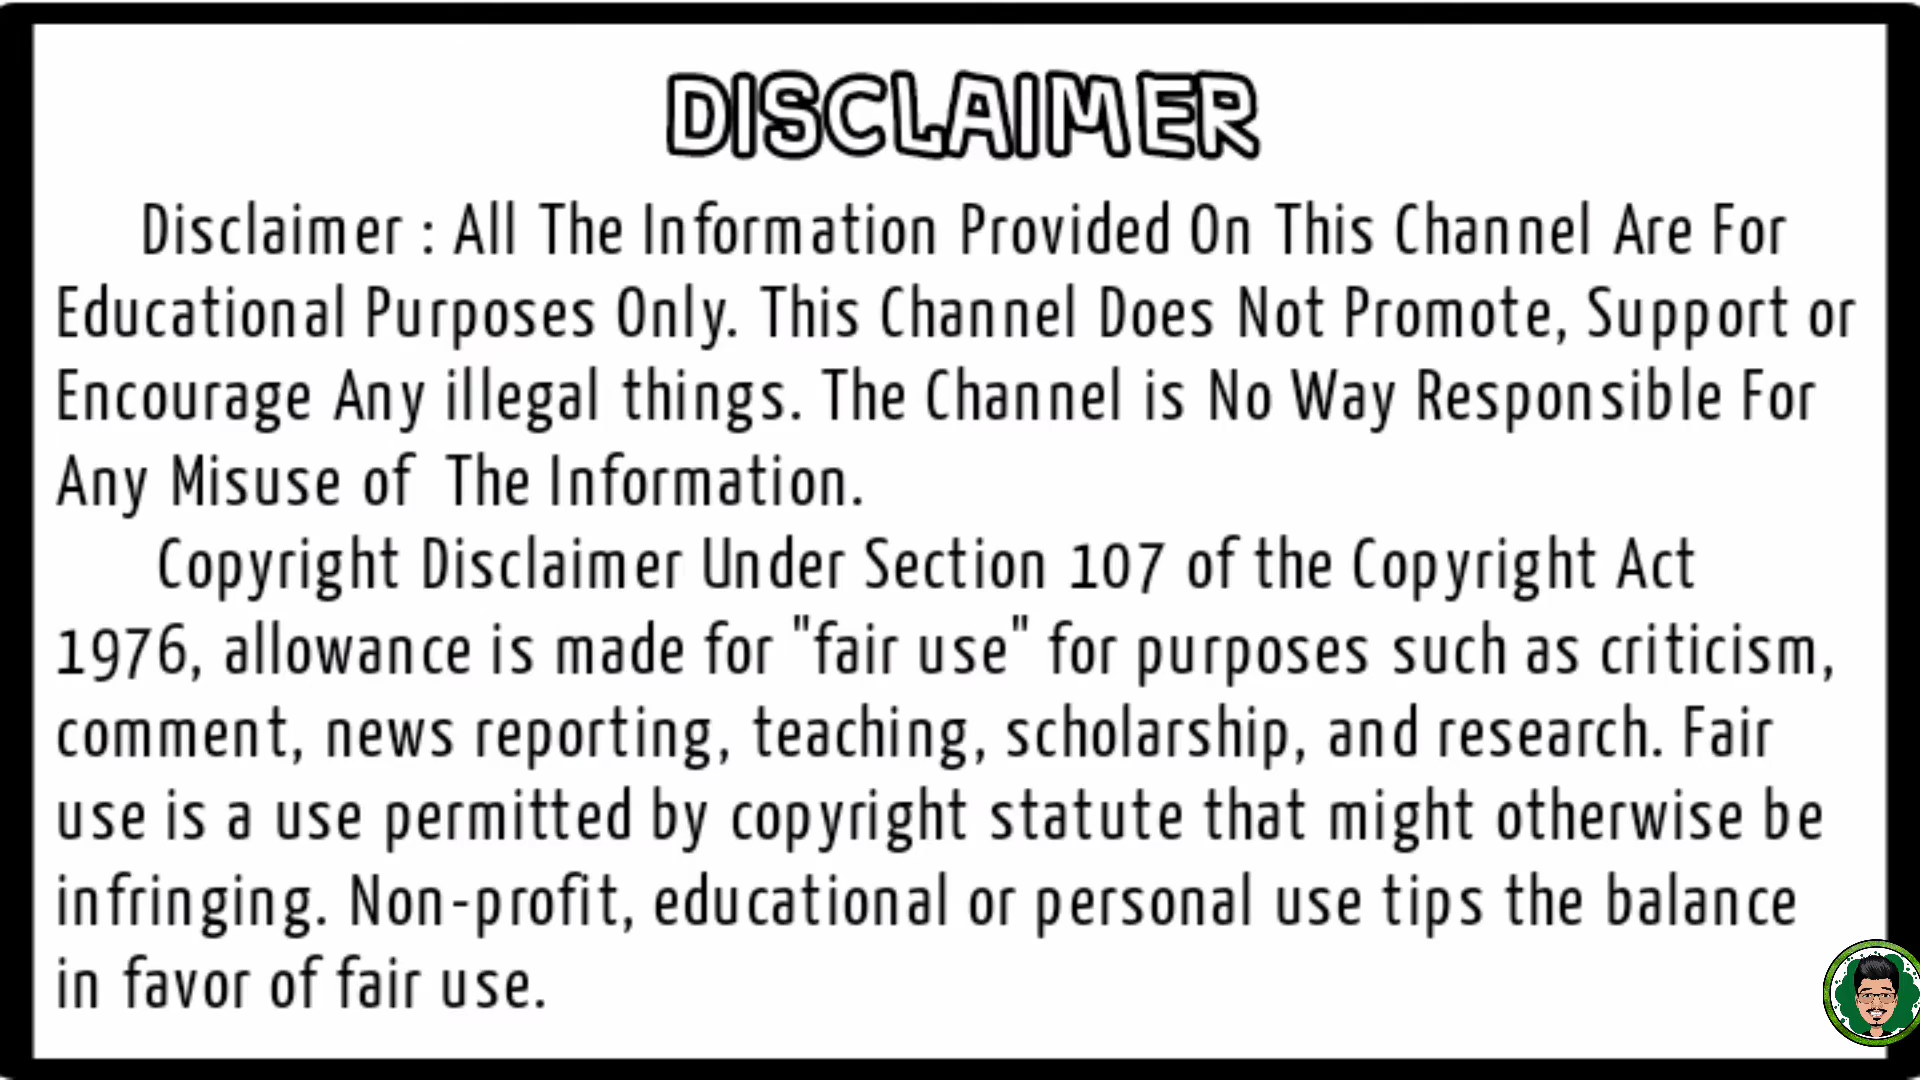 DISCLAIMER
Disclaimer : All The Information Provided On This Channel Are For
Educational Purposes Only. This Channel Does Not Promote, Support or
Encourage Any illegal things. The Channel is No Way Responsible For
Any Misuse of The Information.
Copyright Disclaimer Under Section 107 of the Copyright Act
1976, allowance is made for "fair use" for purposes such as criticism,
comment, news reporting, teaching, scholarship, and research. Fair
use is a use permitted by copyright statute that might otherwise be
infringing. Non-profit, educational or personal use tips the balance
in favor of fair use.